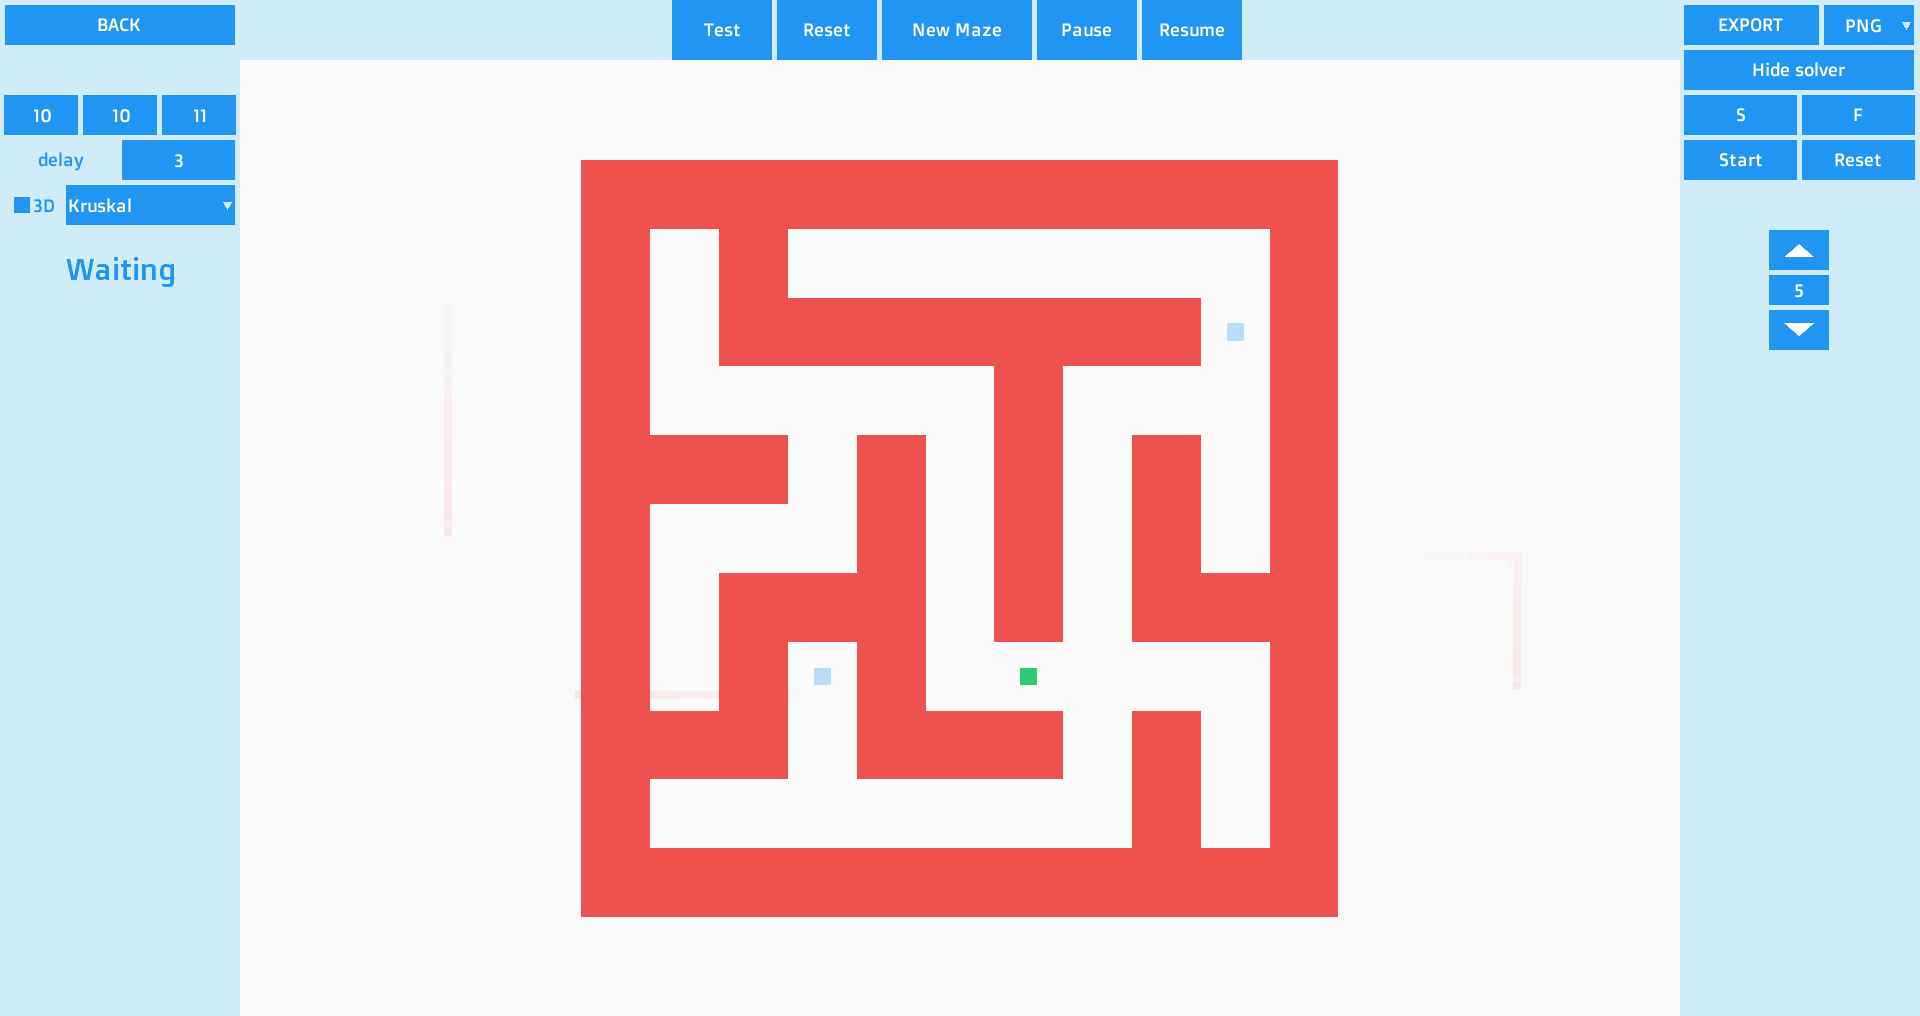 BACK
Test
Reset
New Maze
Pause
Resume
EXPORT
PNG
Hide solver
10
10
11
S
F
delay
3
Start
Reset
3D
Kruskal
Waiting
5